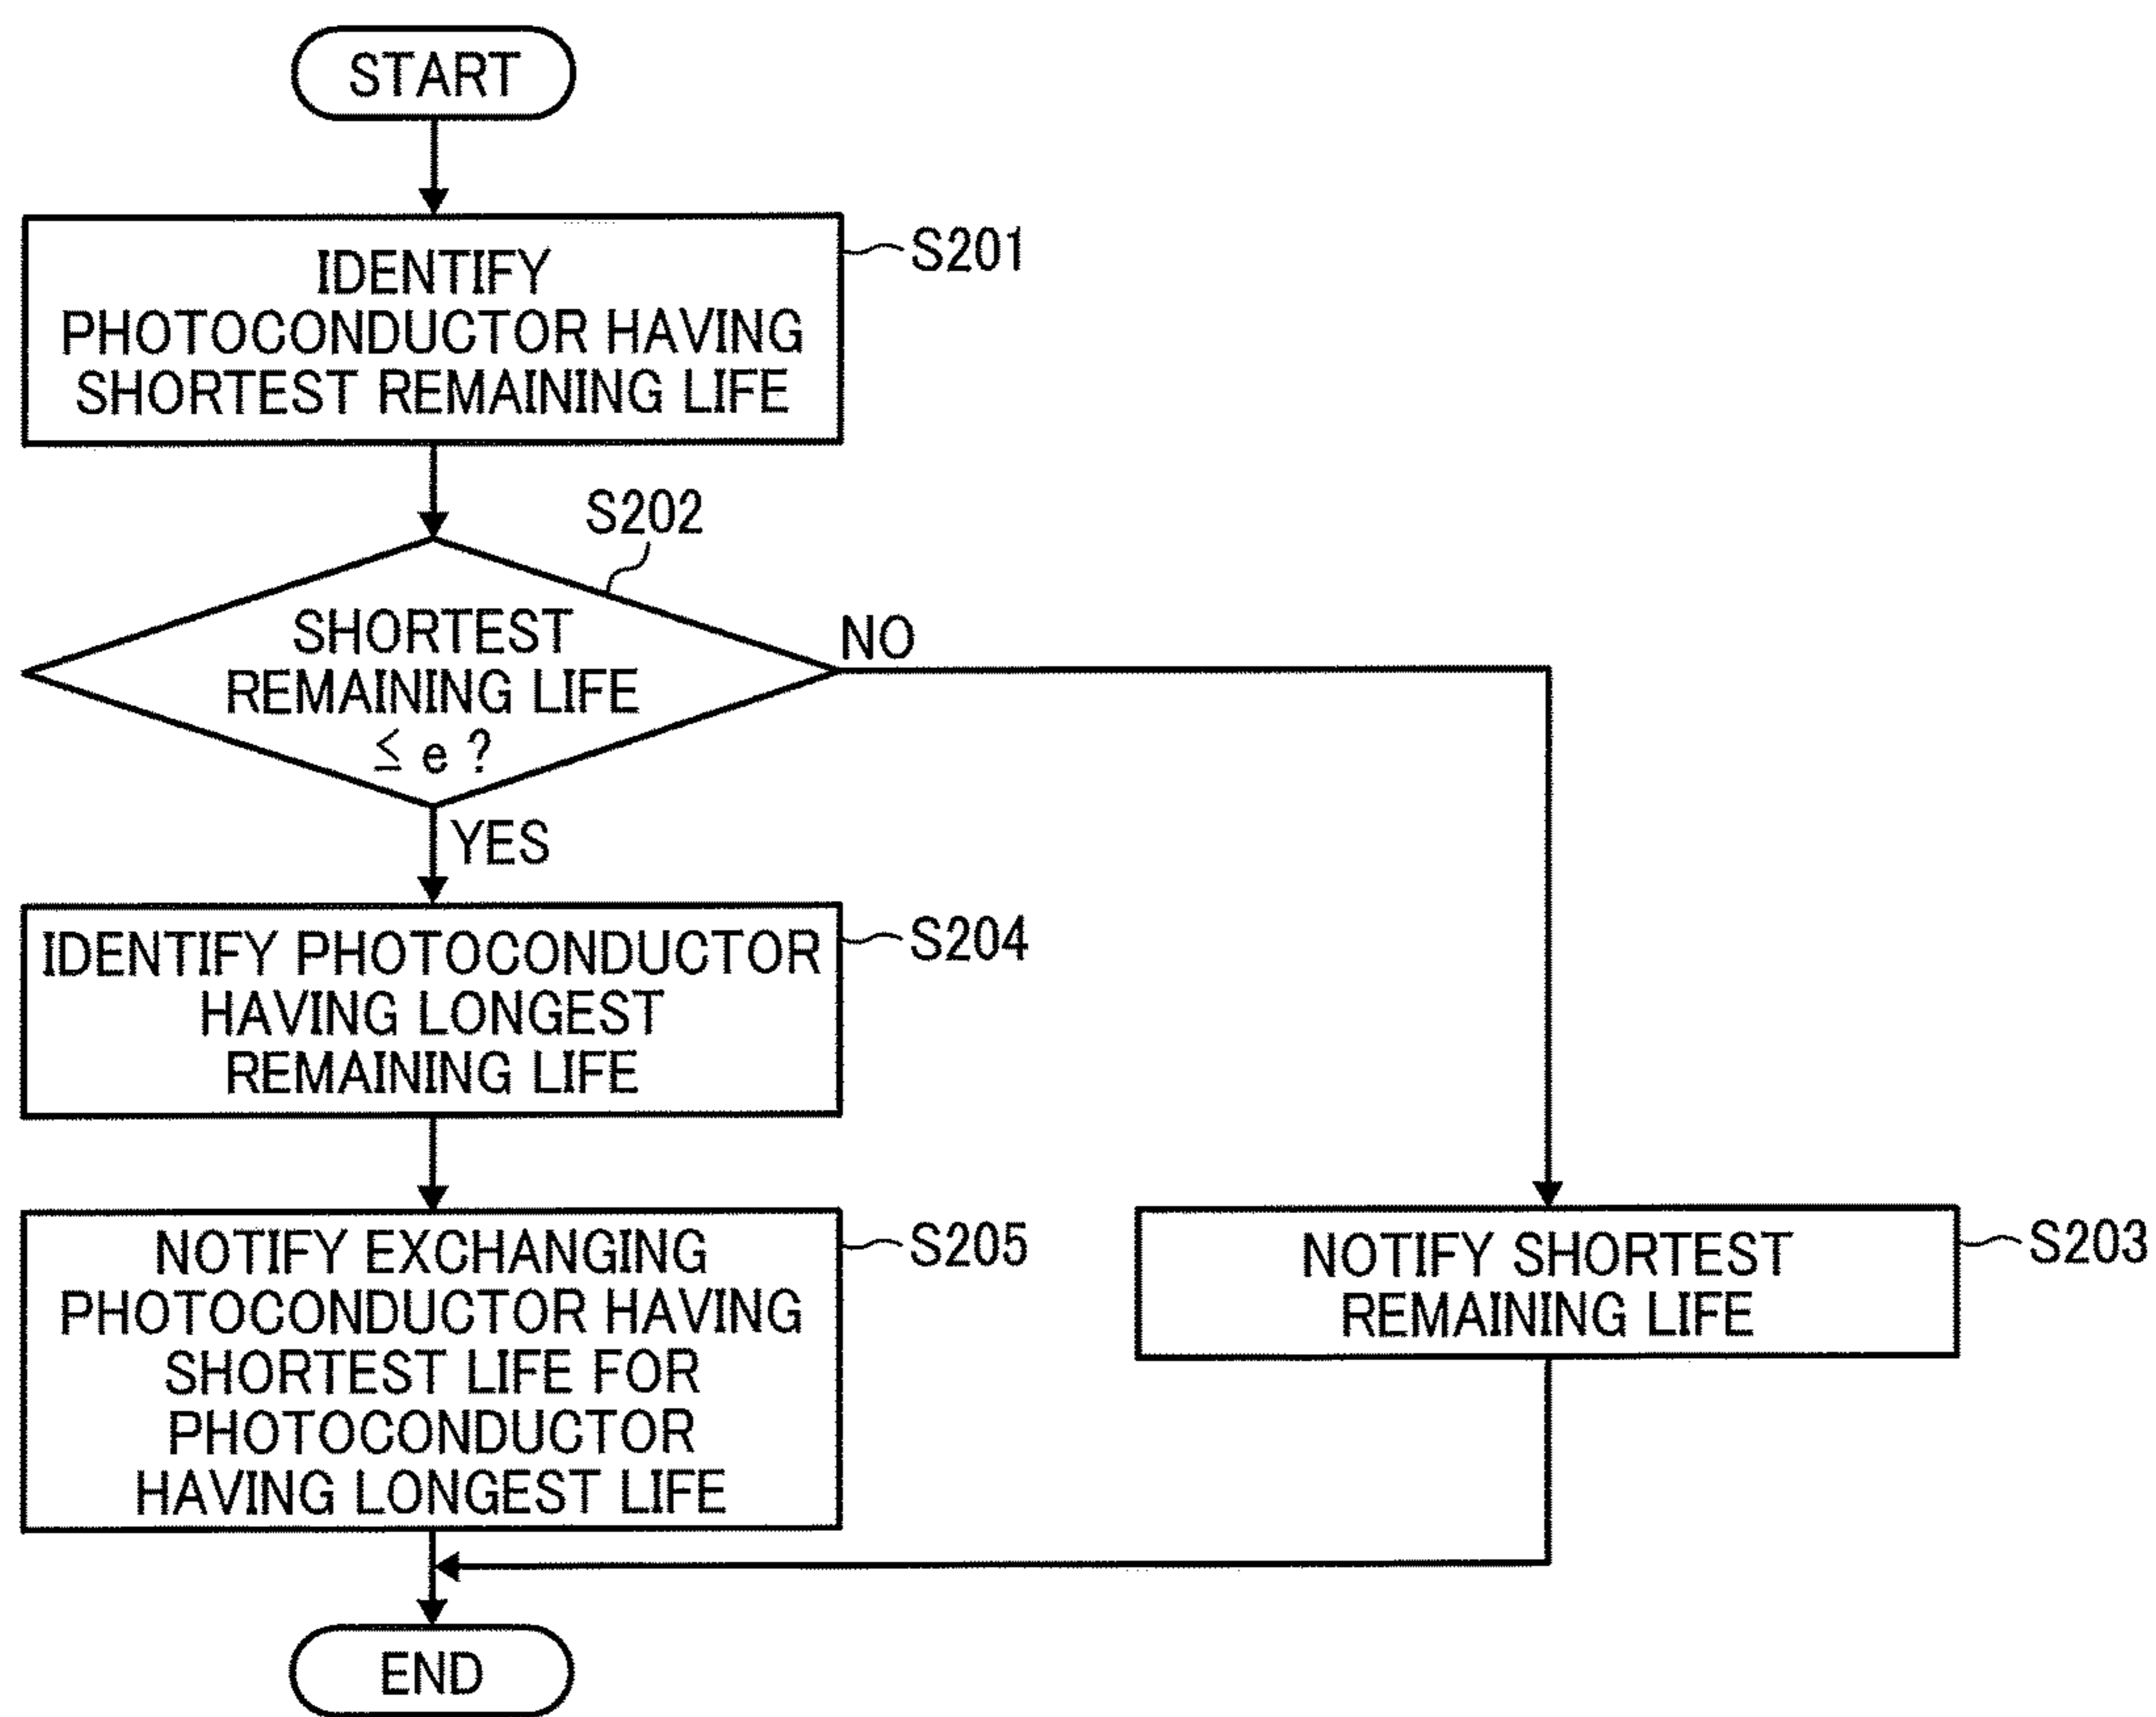 START
IDENTIFY
PHOTOCONDUCTOR HAVING
SHORTEST REMAINING LIFE
S201
S202
SHORTEST
REMAINING LIFE
≦ e ?
NO
YES
IDENTIFY PHOTOCONDUCTOR
HAVING LONGEST
REMAINING LIFE
S204
NOTIFY EXCHANGING
PHOTOCONDUCTOR HAVING
SHORTEST LIFE FOR
PHOTOCONDUCTOR
HAVING LONGEST LIFE
S205
NOTIFY SHORTEST
REMAINING LIFE
S203
END